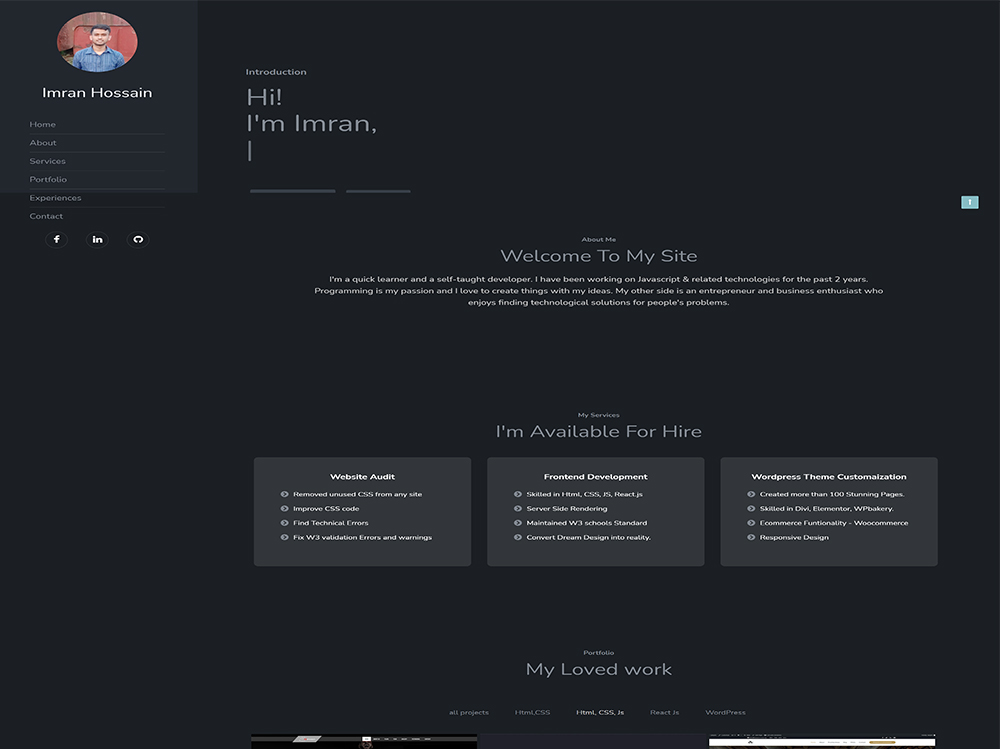 Imran Hossain
Home
About
Services
Portfolio
Experiences
Contact
Introduction
Hi!
I'm Imran,
About Me
Welcome To My Site
I'm a quick learner and a self-taught developer. I have been working on Javascript & related technologies for the past 2 years.
Programming is my passion and I love to create things with my ideas. My other side is an entrepreneur and business enthusiast who
enjoys finding technological solutions for people's problems.
My Services
I'm Available For Hire
Website Audit
Removed unused CSS from any site
Improve CSS code
Find Technical Errors
Fix W3 validation Errors and warnings
Frontend Development
Skilled in Html, CSS, JS, React.js
Server Side Rendering
Maintained W3 schools Standard
Convert Dream Design into reality.
Wordpress Theme Customaization
Created more than 100 Stunning Pages.
Skilled in Divi, Elementor, WPbakery.
Ecommerce Funtionality - Woocommerce
Responsive Design
Portfolio
My Loved work
all projects Html,CSS Html, CSS, Js React Js WordPress